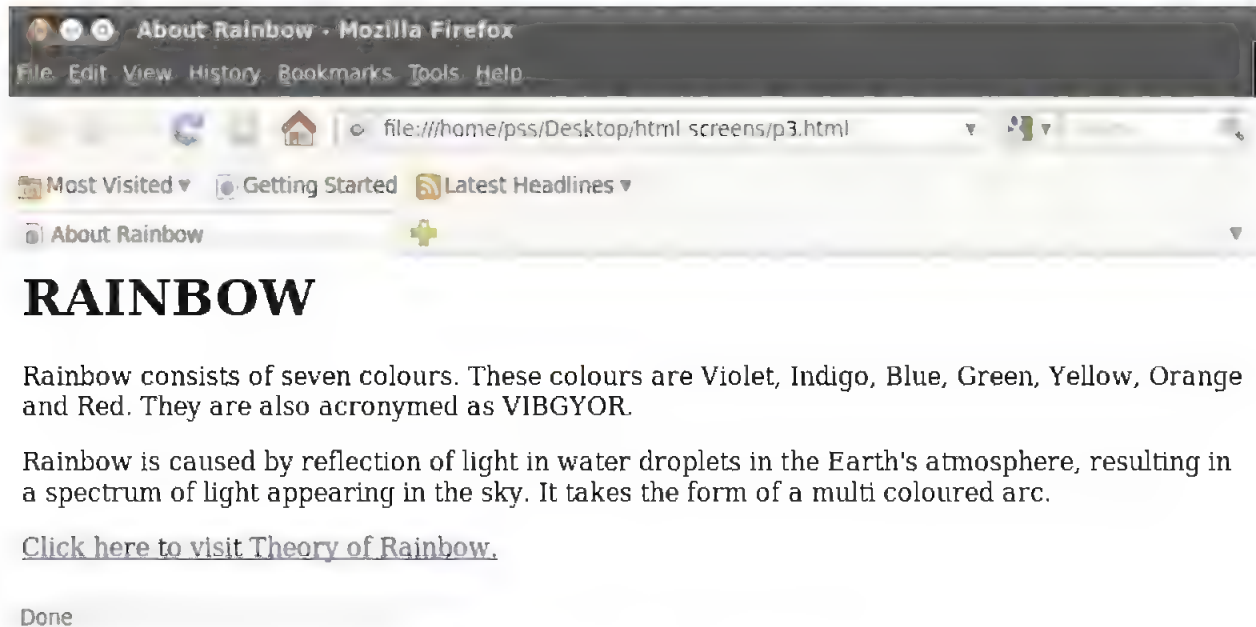 About Rainbow - Mozilla Firefox
File Edit View History Bookmarks Tools Help
file:///home/pss/Desktop/html screens/p3.html
Most Visited Getting Started Latest Headlines
About Rainbow
RAINBOW
Rainbow consists of seven colours. These colours are Violet, Indigo, Blue, Green, Yellow, Orange
and Red. They are also acronymed as VIBGYOR.
Rainbow is caused by reflection of light in water droplets in the Earth's atmosphere, resulting in
a spectrum of light appearing in the sky. It takes the form of a multi coloured arc.
Click here to visit Theory of Rainbow.
Done